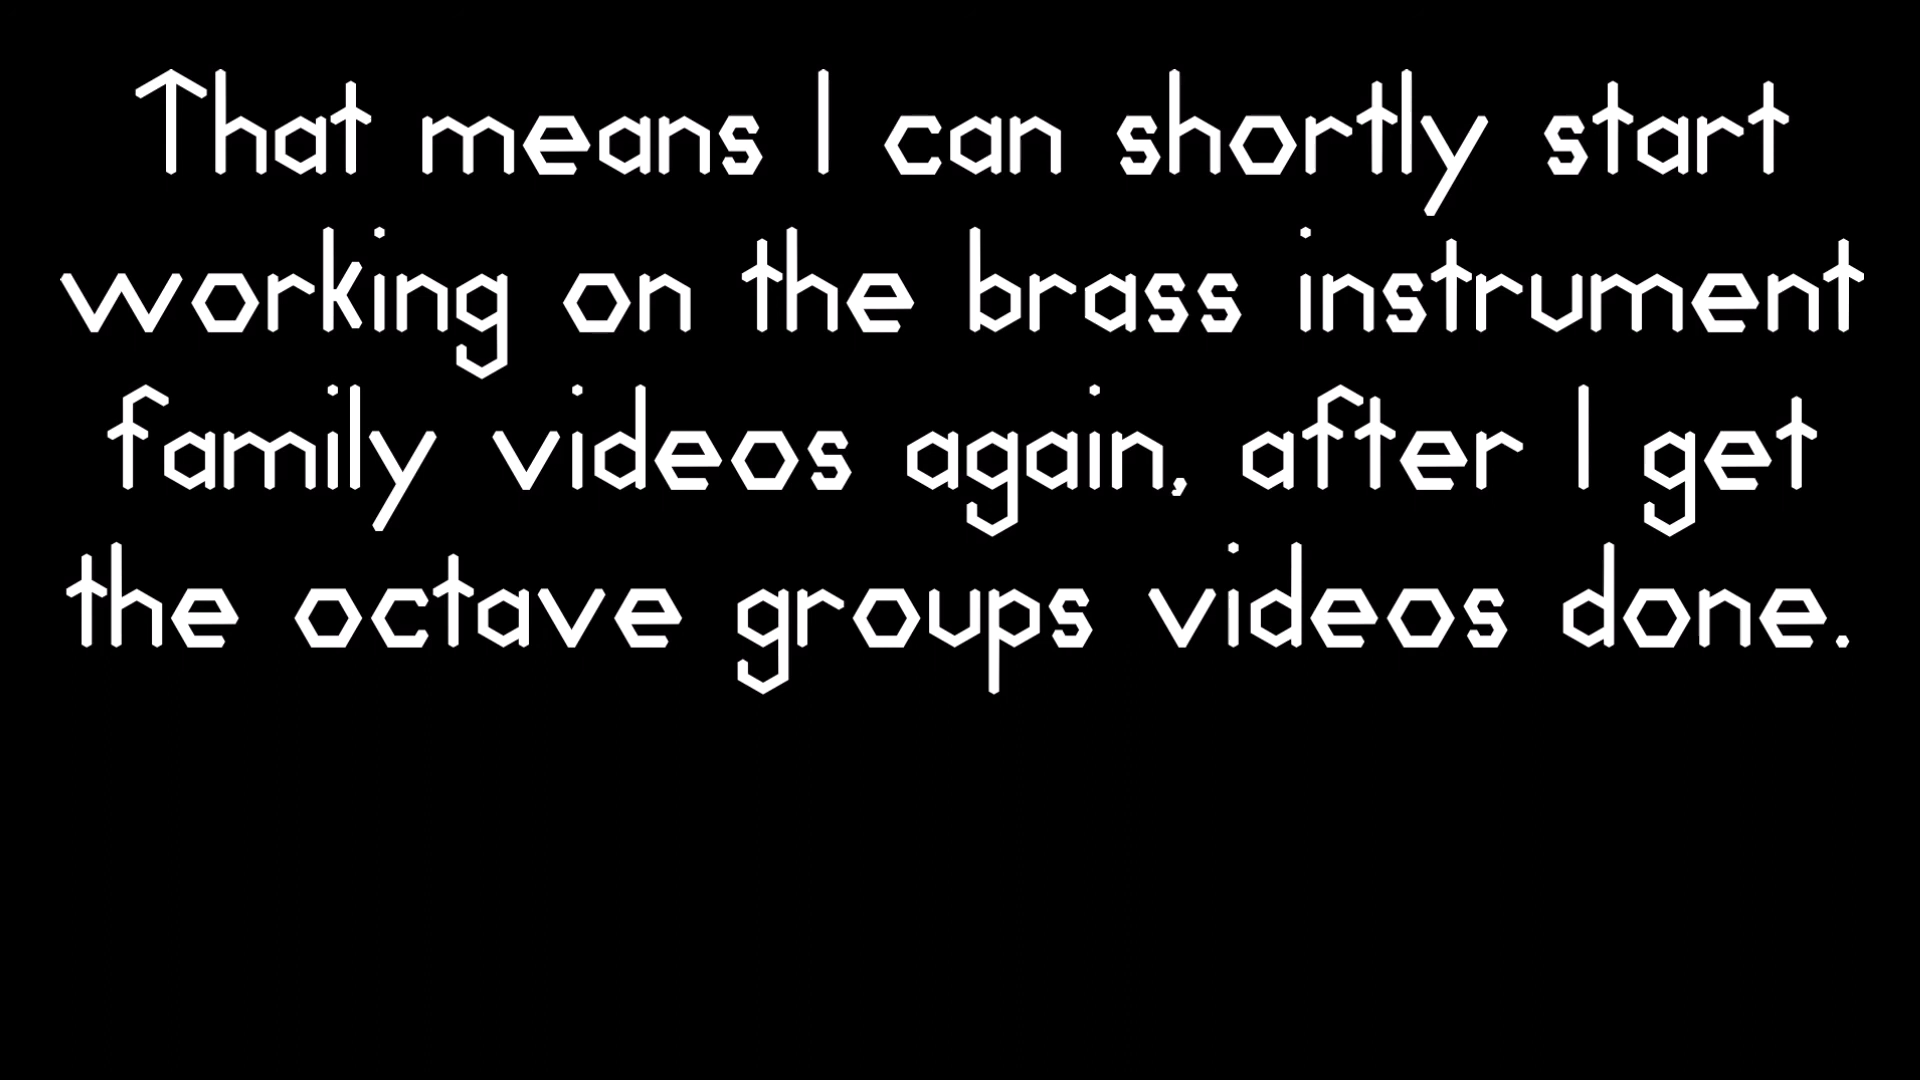 That means I can shortly start
working on the brass instrument
family videos again, after I get
the octave groups videos done.